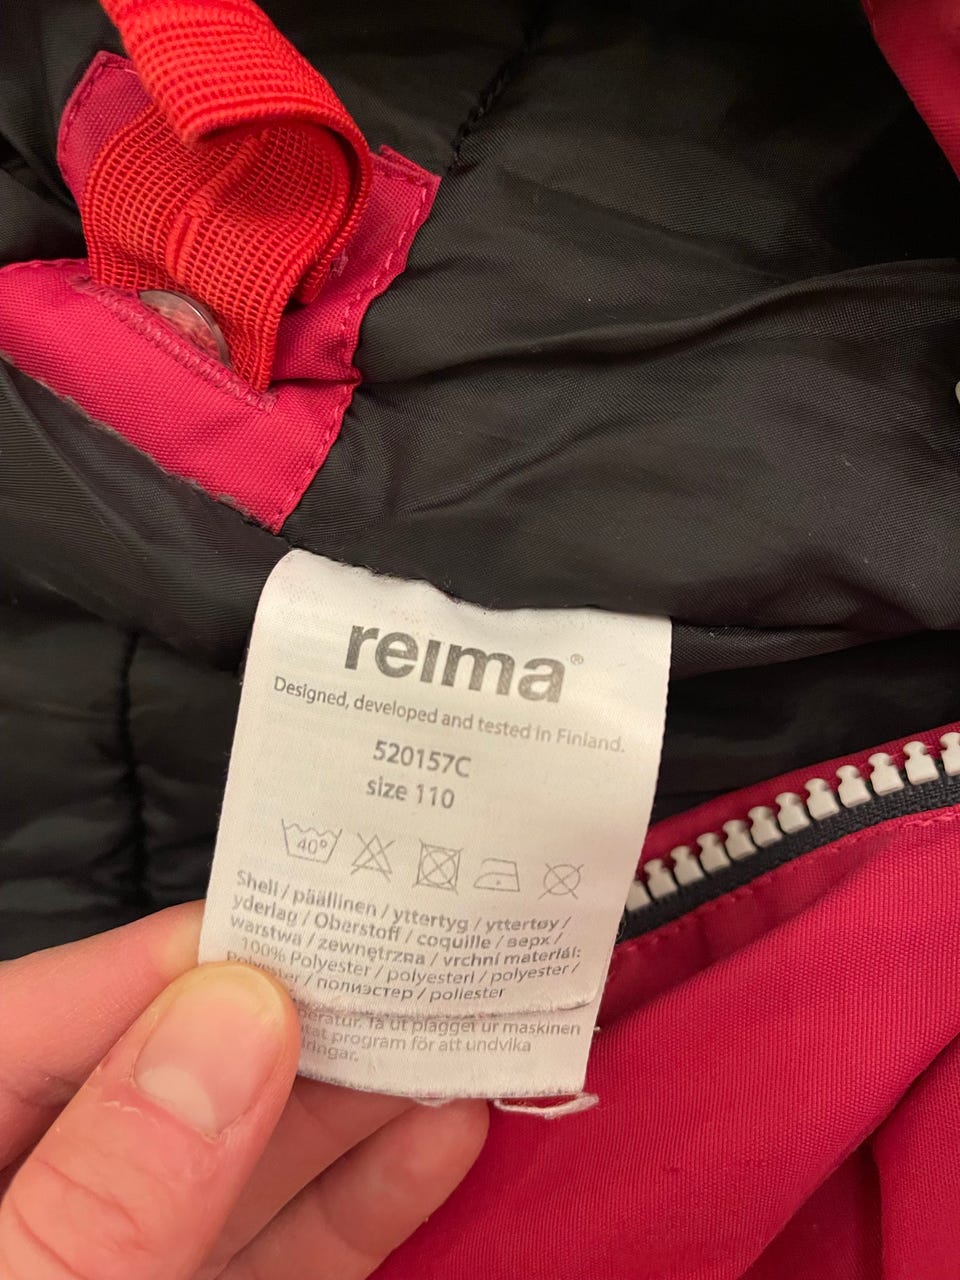 reima®
Designed, developed and tested in Finland.
520157C
size 110
40°
Shell / päällinen / yttertyg / yttertøy /
yderlag / Oberstoff / coquille / верх /
warstwa / zewnętrzna / vrchní materiál:
100% Polyester / polyesteri / polyester /
Polyester / полиэстер / poliester
Ta ut plagget ur maskinen
program för att undvika